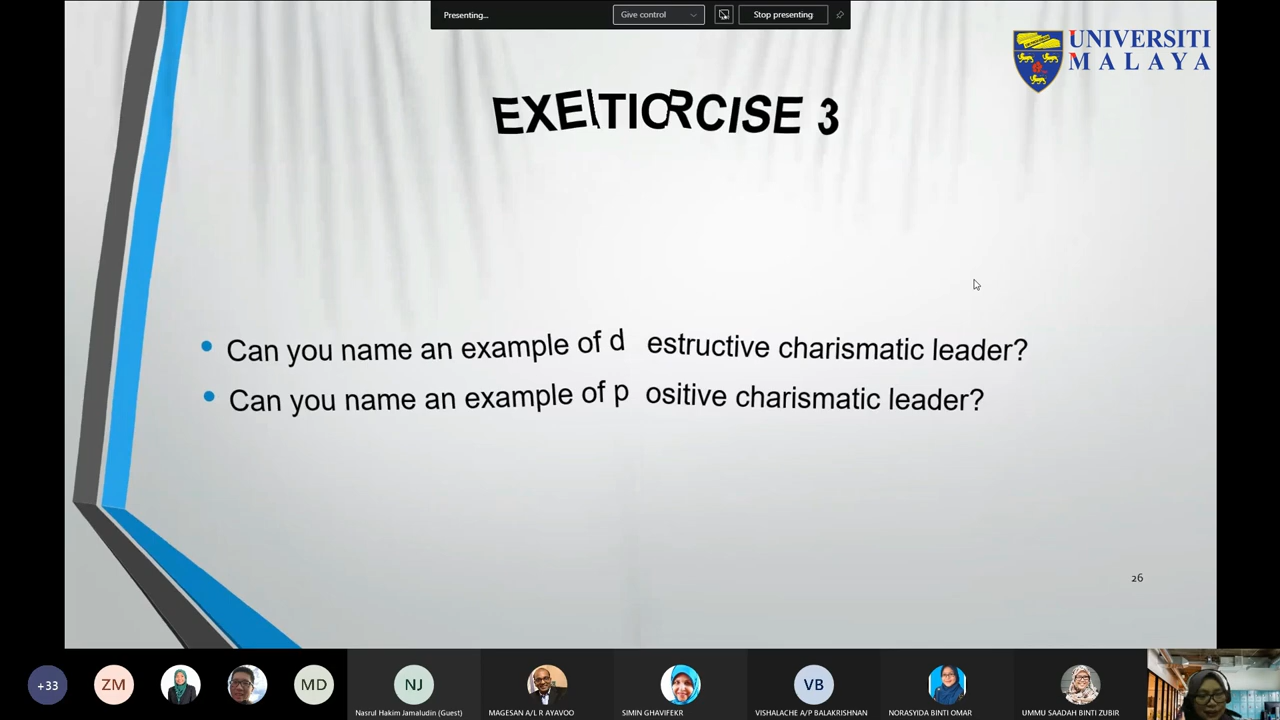 Presenting...
Give control
Stop presenting
UNIVERSITI
MALAYA
EXERCISE 3
Can you name an example of d estructive charismatic leader?
Can you name an example of p ositive charismatic leader?
26
+33
ZM
MD
NJ
Nasrul Hakim Jamaludin (Guest)
MAGESAN A/L R AYAVOO
SIMIN GHAVIFEKR
VB
VISHALACHE A/P BALAKRISHNAN
NORASYIDA BINTI OMAR
UMMU SAADAH BINTI ZUBIR